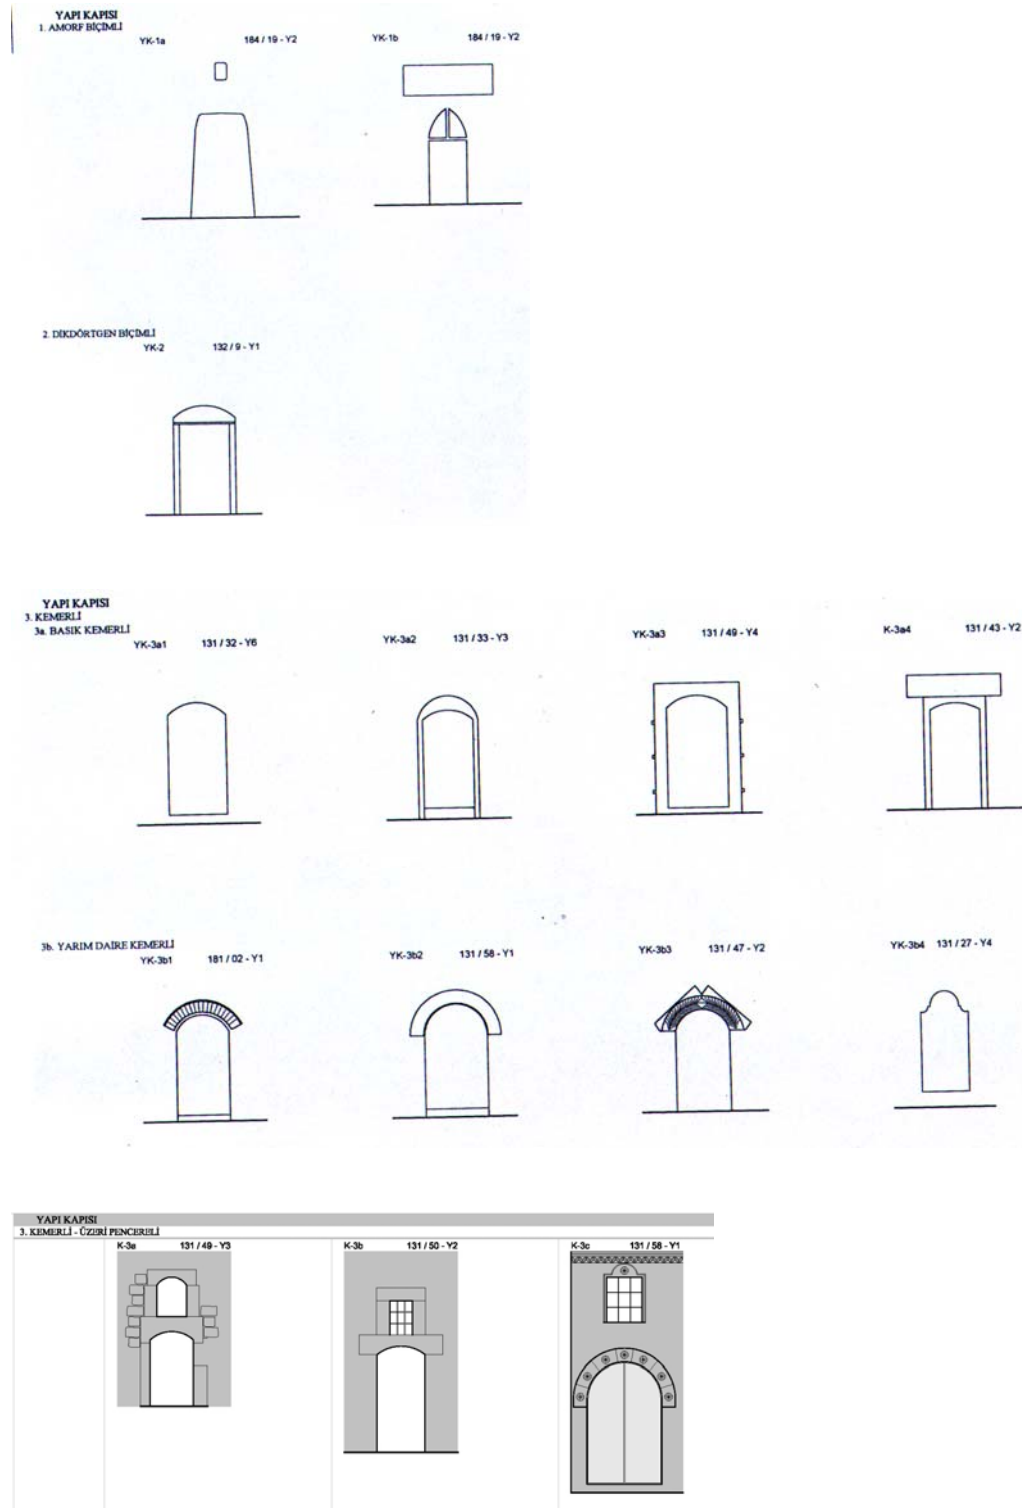 YAPI KAPISI
1. AMORF BİÇİMLİ
YK-1a 184 / 19 - Y2 YK-1b 184 / 19 - Y2
2. DİKDÖRTGEN BİÇİMLİ
YK-2 132 / 9 - Y1
YAPI KAPISI
3. KEMERLİ
3a. BASIK KEMERLİ
YK-3a1 131 / 32 - Y6 YK-3a2 131 / 33 - Y3 YK-3a3 131 / 49 - Y4 K-3a4 131 / 43 - Y2
3b. YARIM DAİRE KEMERLİ
YK-3b1 181 / 02 - Y1 YK-3b2 131 / 58 - Y1 YK-3b3 131 / 47 - Y2 YK-3b4 131 / 27 - Y4
YAPI KAPISI
3. KEMERLİ - ÜZERİ PENCERELİ
K-3a 131 / 49 - Y3 K-3b 131 / 50 - Y2 K-3c 131 / 58 - Y1